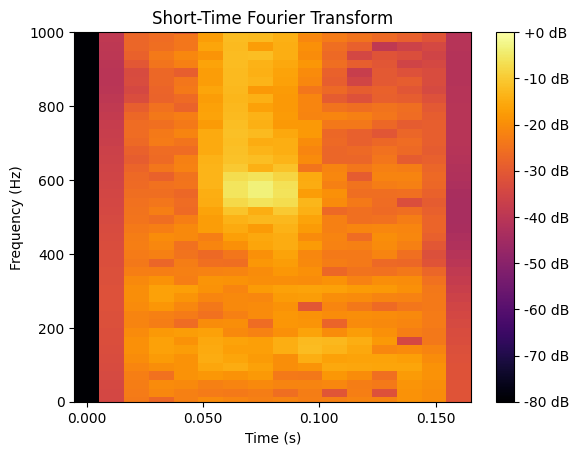 Short-Time Fourier Transform
1000
800
600
400
200
0
Frequency (Hz)
0.000
0.050
0.100
0.150
Time (s)
+0 dB
-10 dB
-20 dB
-30 dB
-40 dB
-50 dB
-60 dB
-70 dB
-80 dB